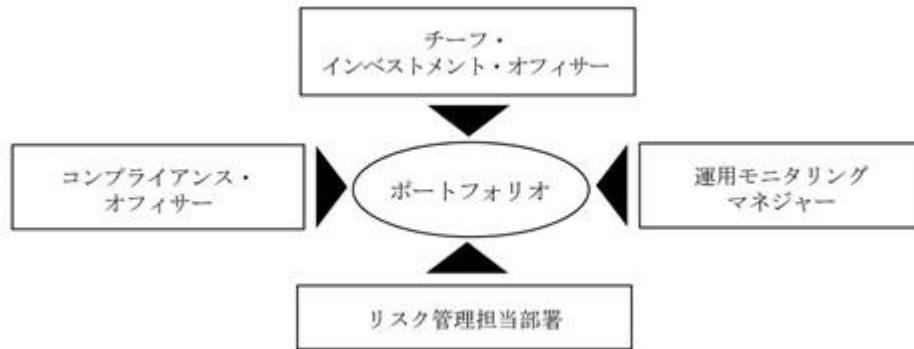 チーフ・
インベストメント・オフィサー
コンプライアンス・
オフィサー
ポートフォリオ
運用モニタリング
マネジャー
リスク管理担当部署